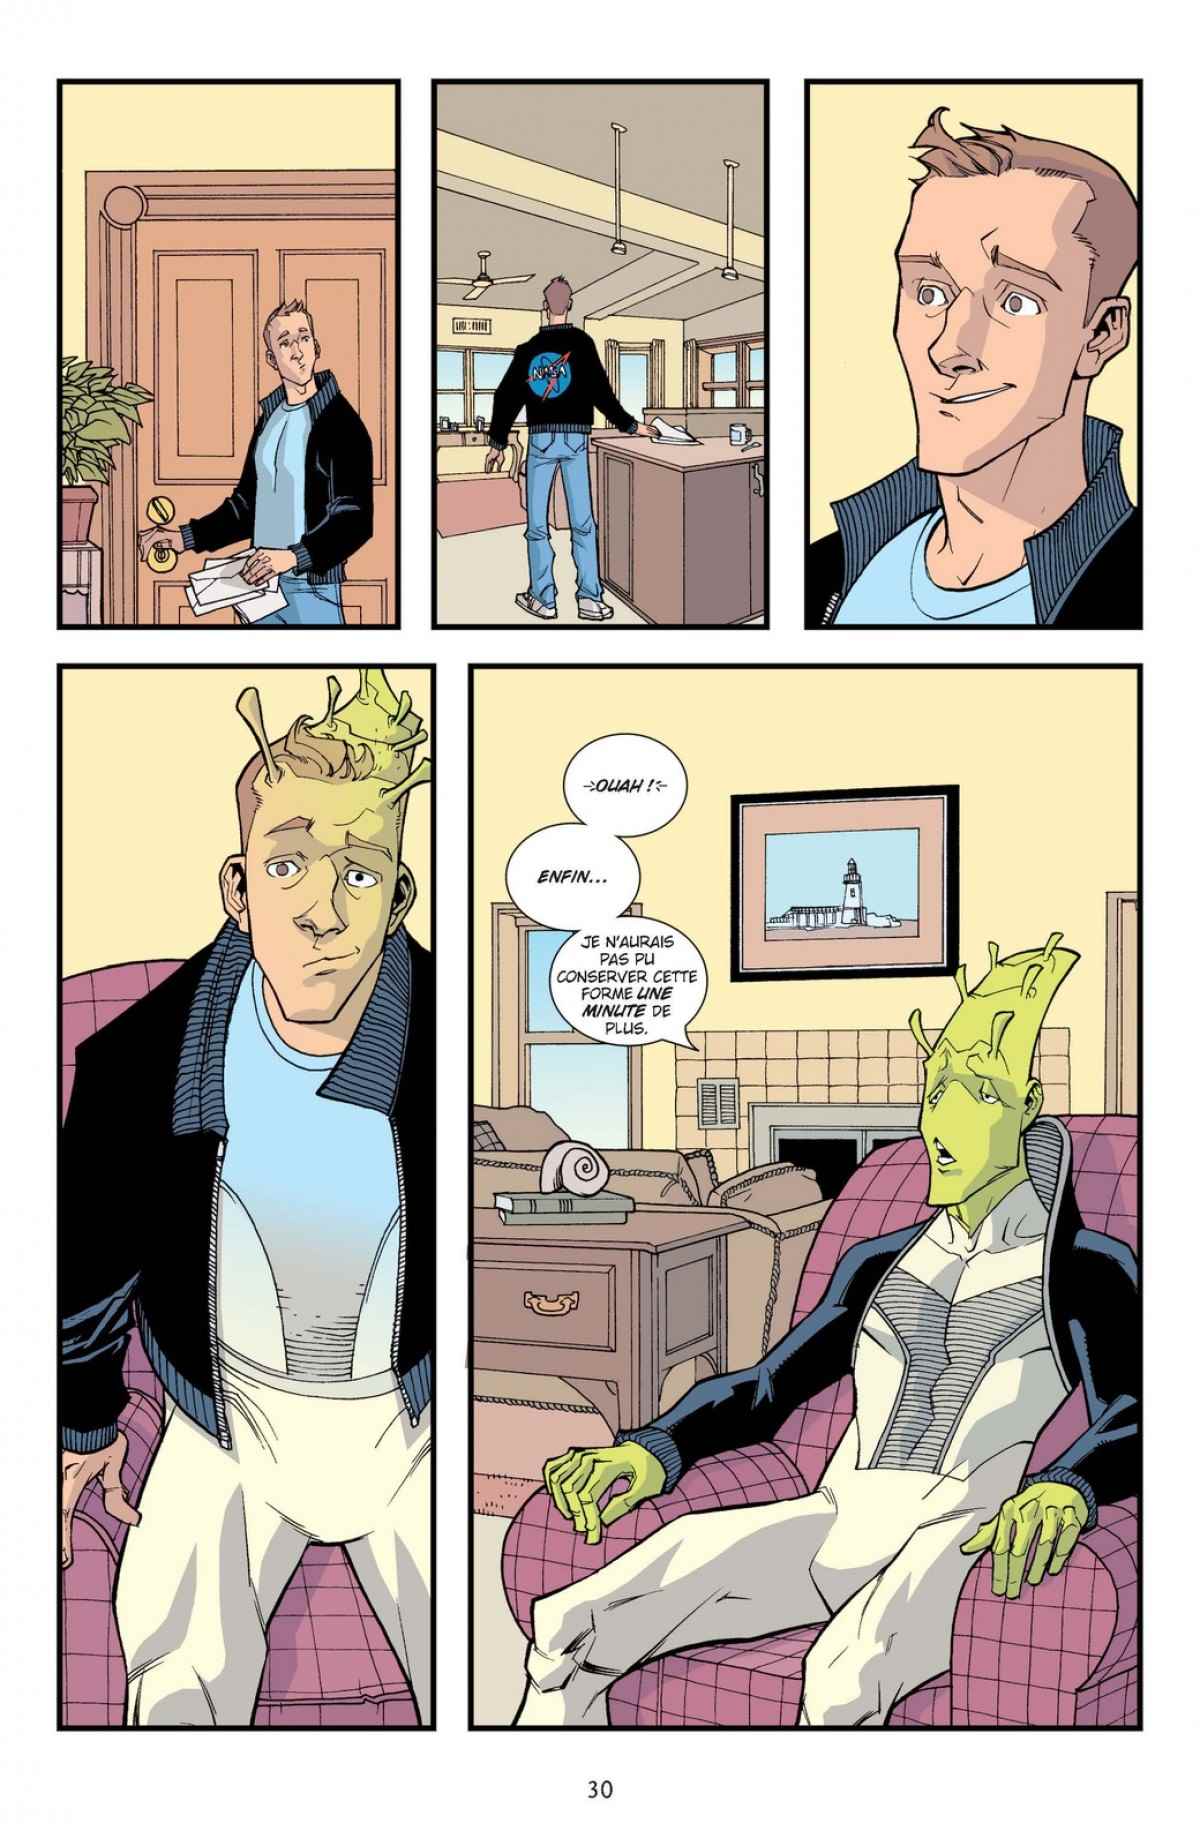 NASA
OUAH !
ENFIN...
JE N'AURAIS
PAS PU
CONSERVER CETTE
FORME UNE
MINUTE DE
PLUS.
30